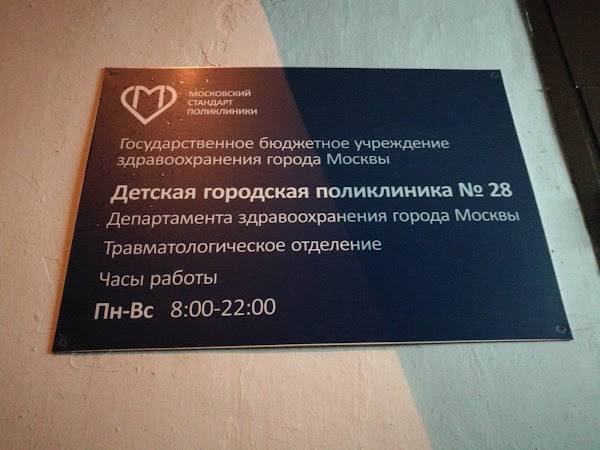 М
МОСКОВСКИЙ
СТАНДАРТ
ПОЛИКЛИНИКИ
Государственное бюджетное учреждение
здравоохранения города Москвы
Детская городская поликлиника № 28
Департамента здравоохранения города Москвы
Травматологическое отделение
Часы работы
Пн-Вс 8:00-22:00